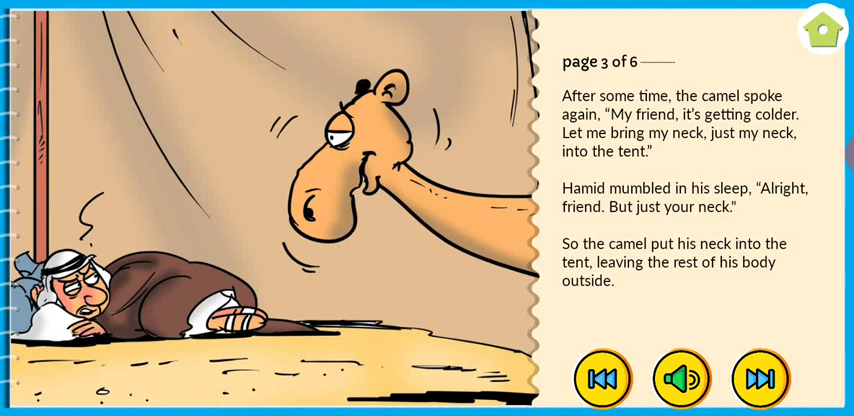 page 3 of 6
After some time, the camel spoke
again, “My friend, it’s getting colder.
Let me bring my neck, just my neck,
into the tent.”
Hamid mumbled in his sleep, “Alright,
friend. But just your neck."
So the camel put his neck into the
tent, leaving the rest of his body
outside.